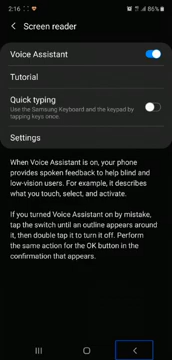 2:16
86%
Screen reader
Voice Assistant
Tutorial
Quick typing
Use the Samsung Keyboard and the keypad by
tapping keys once.
Settings
When Voice Assistant is on, your phone
provides spoken feedback to help blind and
low-vision users. For example, it describes
what you touch, select, and activate.
If you turned Voice Assistant on by mistake,
tap the switch until an outline appears around
it, then double tap it to turn it off. Perform
the same action for the OK button in the
confirmation that appears.